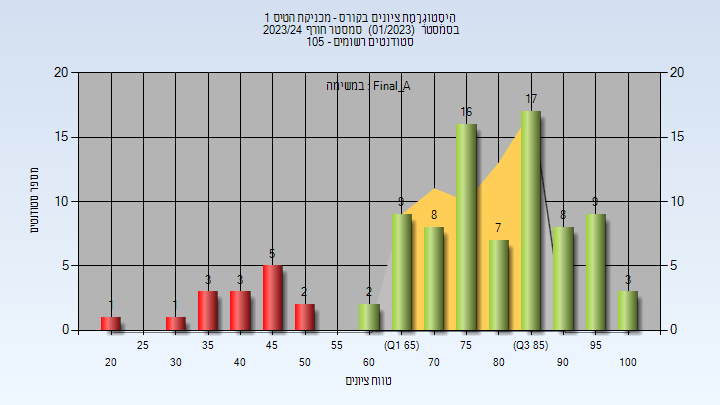 היסטוגרמת ציונים בקורס - מכניקת הטיס 1
בסמסטר (01/2023) סמסטר חורף 2023/24
סטודנטים רשומים - 105
במשימה : Final_A
מספר סטודנטים
20 15 10 5 0
20 15 10 5 0
1 1 3 3 5 2 2 9 8 16 7 17 8 9 3
25 35 45 55 (Q1 65) 75 (Q3 85) 95
20 30 40 50 60 70 80 90 100
טווח ציונים